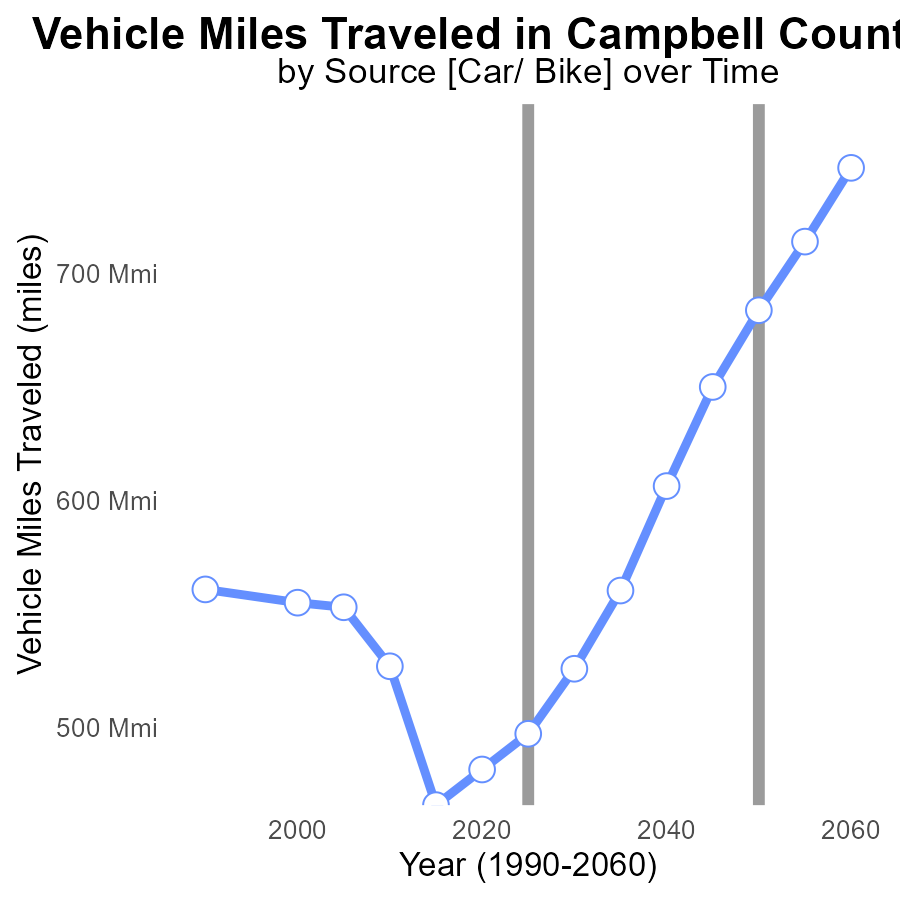 Vehicle Miles Traveled in Campbell Count
by Source [Car/ Bike] over Time
Vehicle Miles Traveled (miles)
700 Mmi
600 Mmi
500 Mmi
2000 2020 2040 2060
Year (1990-2060)